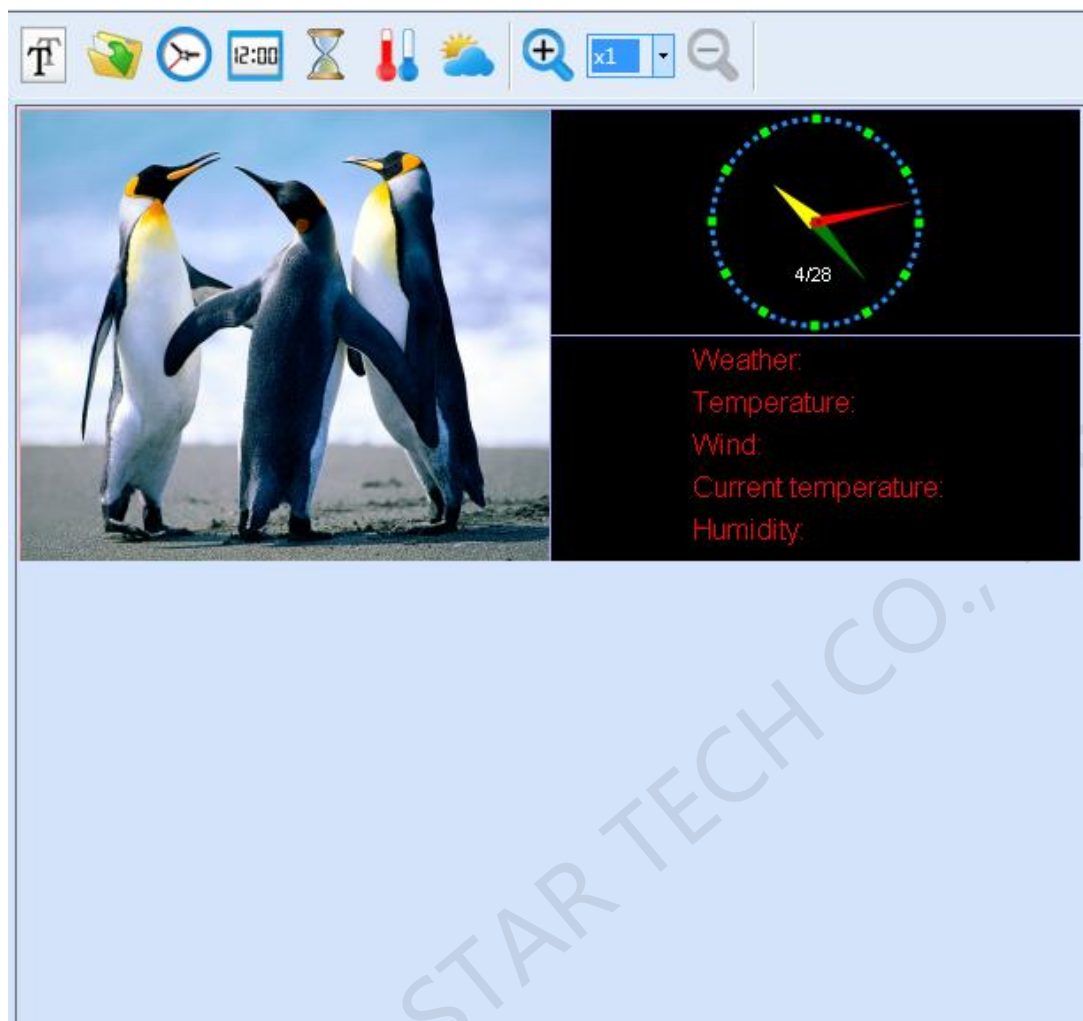 T T
12:00
x1
4/28
Weather:
Temperature:
Wind:
Current temperature:
Humidity:
STAR TECH CO.,